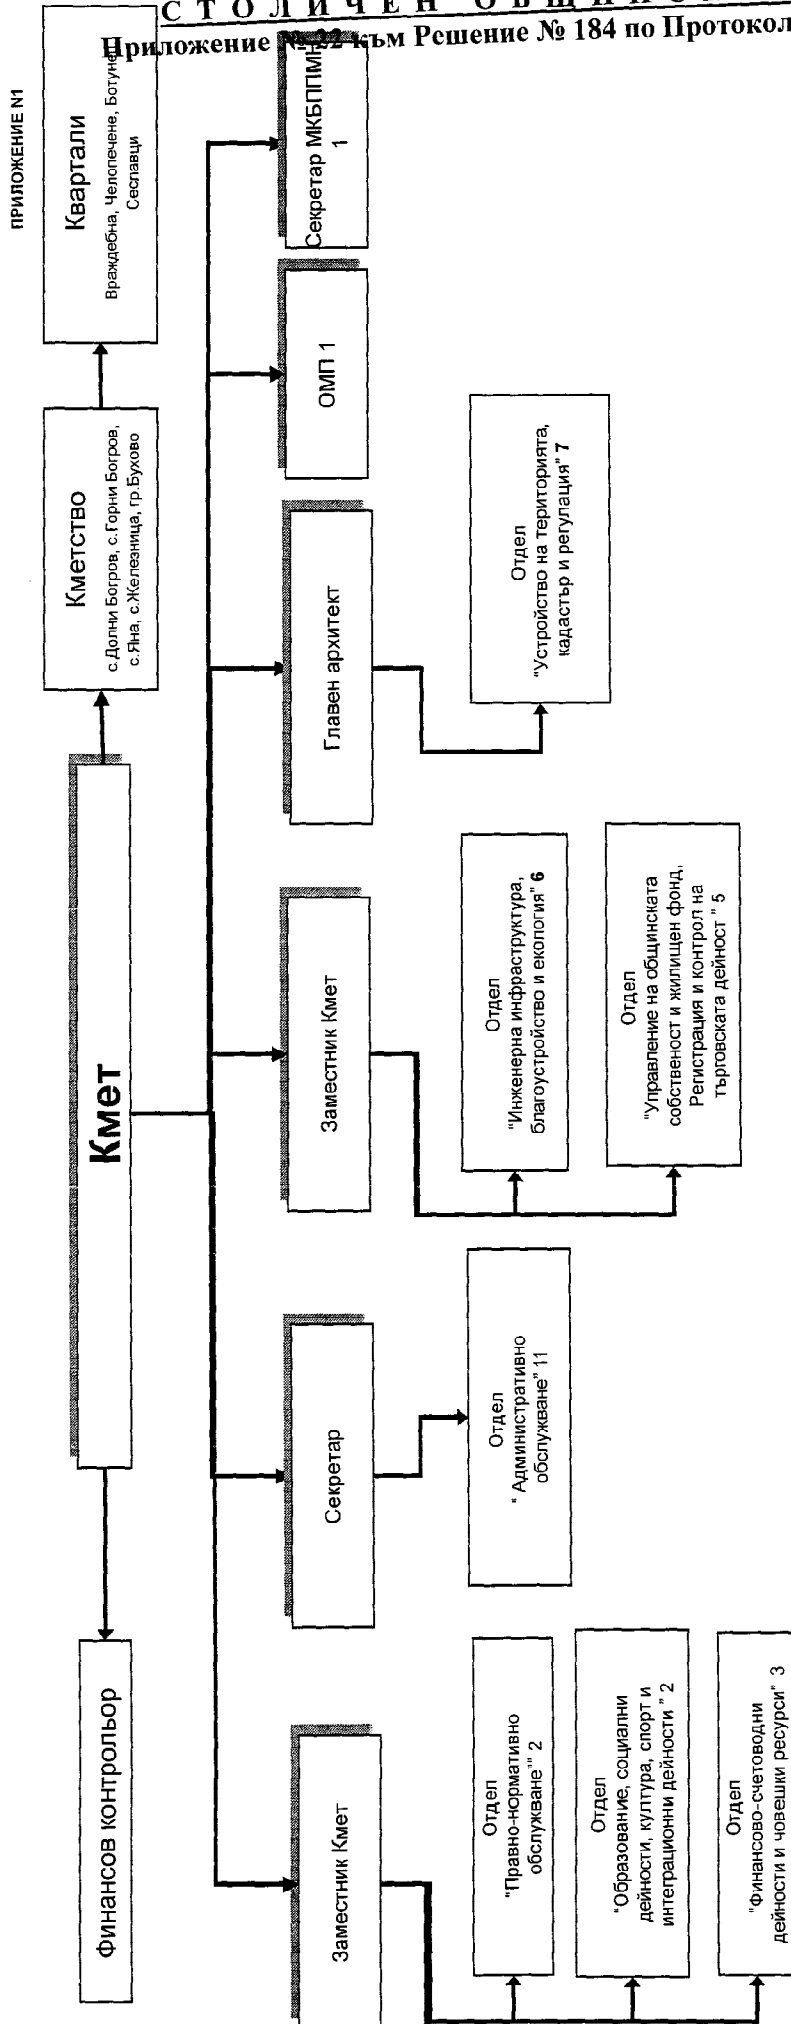 СТОЛИЧЕН
Приложение № 22 към Решение № 184 по
ПРИЛОЖЕНИЕ N1
Финансов контрольор
Кмет
Кметство
с.Долни Богров, с.Горни Богров,
с.Яна, с.Железница, гр.Бухово
Квартали
Враждебна, Челопечене,
Сеславци
Заместник Кмет
Секретар
Заместник Кмет
Главен архитект
ОМП 1
Секретар МКБППМН
1
Отдел
"Правно-нормативно
обслужване"" 2
Отдел
"Образование, социални
дейности, култура, спорт и
интеграционни дейности " 2
Отдел
"Финансово-счетоводни
дейности и човешки ресурси" 3
Отдел
" Административно
обслужване" 11
Отдел
"Инженерна инфраструктура,
благоустройство и екология" 6
Отдел
"Управление на общинската
собственост и жилищен фонд,
Регистрация и контрол на
търговската дейност " 5
Отдел
"Устройство на територията,
кадастър и регулация" 7